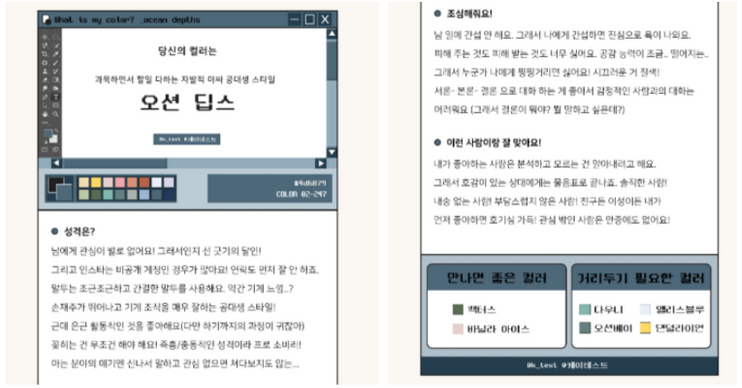 What is my color? _ocean depths
당신의 컬러는
과묵하면서 할일 다하는 자발적 아싸 공대생 스타일
오션 딥스
@k_test @케이테스트
#4d6879
COLOR 02-247
성격은?
남에게 관심이 별로 없어요! 그래서인지 선 긋기의 달인!
그리고 인스타는 비공개 계정인 경우가 많아요! 연락도 먼저 잘 안 하죠.
말투는 조근조근하고 간결한 말투를 사용해요. 약간 기계 느낌..?
손재주가 뛰어나고 기계 조작을 매우 잘하는 공대생 스타일!
근데 은근 활동적인 것을 좋아해요(다만 하기까지의 과정이 귀찮아)
꽂히는 건 무조건 해야 해요! 즉흥/충동적인 성격이라 프로 소비러!
아는 분야의 얘기엔 신나서 말하고 관심 없으면 쳐다보지도 않는...
조심해줘요!
남 일에 간섭 안 해요. 그래서 나에게 간섭하면 진심으로 욕이 나와요.
피해 주는 것도 피해 받는 것도 너무 싫어요. 공감 능력이 조금.. 떨어지는..
그래서 누군가 나에게 찡찡거리면 싫어요! 시끄러운 거 질색!
서론- 본론- 결론 으로 대화 하는 게 좋아서 감정적인 사람과의 대화는
어려워요 (그래서 결론이 뭐야? 뭘 말하고 싶은데?)
이런 사람이랑 잘 맞아요!
내가 좋아하는 사람은 분석하고 모르는 건 알아내려고 해요.
그래서 호감이 있는 상대에게는 물음표로 끝나죠. 솔직한 사람!
내숭 없는 사람! 부담스럽지 않은 사람! 친구든 이성이든 내가
먼저 좋아하면 호기심 가득! 관심 밖인 사람은 안중에도 없어요!
만나면 좋은 컬러
거리두기 필요한 컬러
캑터스
바닐라 아이스
다우니
앨리스블루
오션베이
댄덜라이언
@k_test @케이테스트